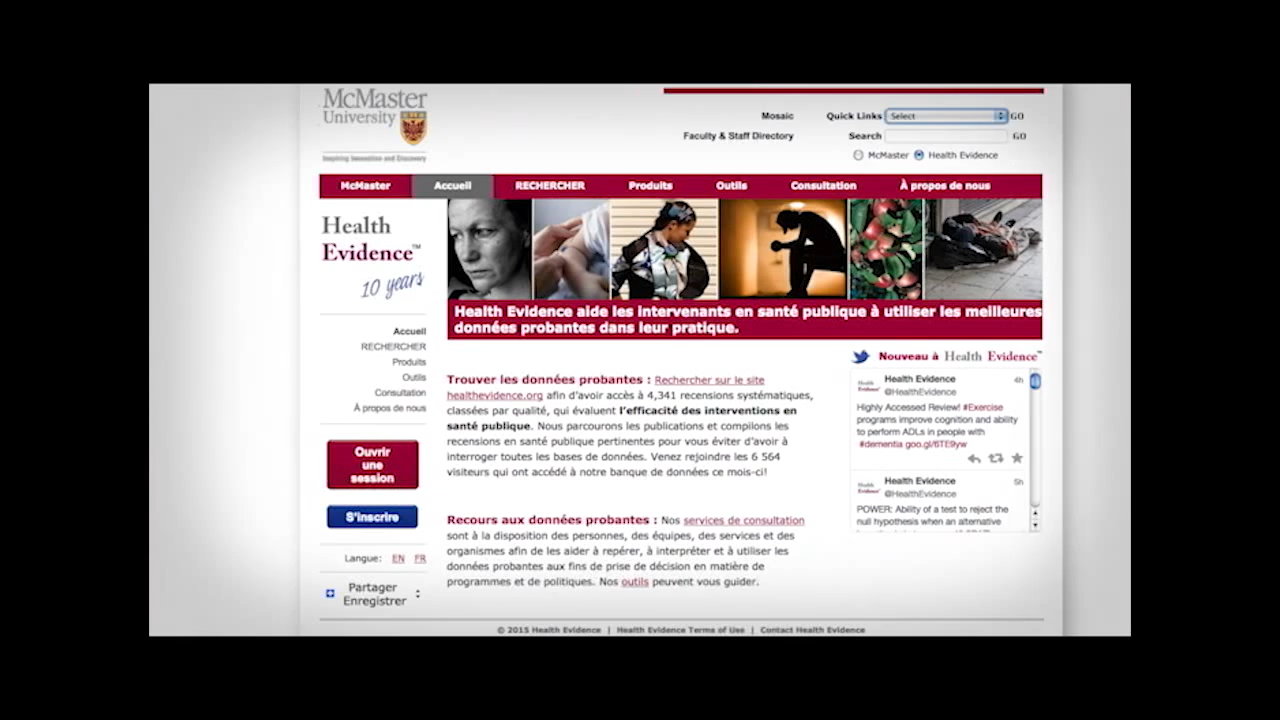 McMaster
University
Inspiring Innovation and Discovery
Mosaic
Quick Links Select GO
Faculty & Staff Directory
Search GO
McMaster Health Evidence
McMaster Accueil RECHERCHER Produits Outils Consultation À propos de nous
Health
Evidence™
10 years
Accueil
RECHERCHER
Produits
Outils
Consultation
À propos de nous
Ouvrir
une
session
S'inscrire
Langue: EN FR
Partager
Enregistrer
Health Evidence aide les intervenants en santé publique à utiliser les meilleures
données probantes dans leur pratique.
Trouver les données probantes : Rechercher sur le site
healthevidence.org afin d'avoir accès à 4,341 recensions systématiques,
classées par qualité, qui évaluent l'efficacité des interventions en
santé publique. Nous parcourons les publications et compilons les
recensions en santé publique pertinentes pour vous éviter d'avoir à
interroger toutes les bases de données. Venez rejoindre les 6 564
visiteurs qui ont accédé à notre banque de données ce mois-ci!
Recours aux données probantes : Nos services de consultation
sont à la disposition des personnes, des équipes, des services et des
organismes afin de les aider à repérer, à interpréter et à utiliser les
données probantes aux fins de prise de décision en matière de
programmes et de politiques. Nos outils peuvent vous guider.
Nouveau à Health Evidence™
Health Evidence 4h
@HealthEvidence
Highly Accessed Review! #Exercise
programs improve cognition and ability
to perform ADLs in people with
#dementia goo.gl/6TE9yw
Health Evidence 5h
@HealthEvidence
POWER: Ability of a test to reject the
null hypothesis when an alternative
© 2015 Health Evidence | Health Evidence Terms of Use | Contact Health Evidence